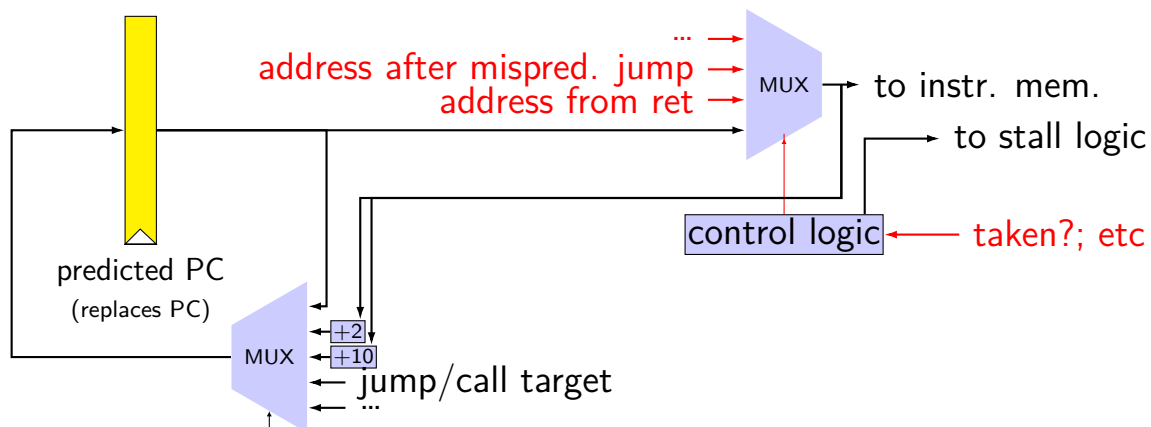 ...
address after mispred. jump
address from ret
MUX
to instr. mem.
to stall logic
control logic
taken?; etc
predicted PC
(replaces PC)
MUX
+2
+10
jump/call target
...